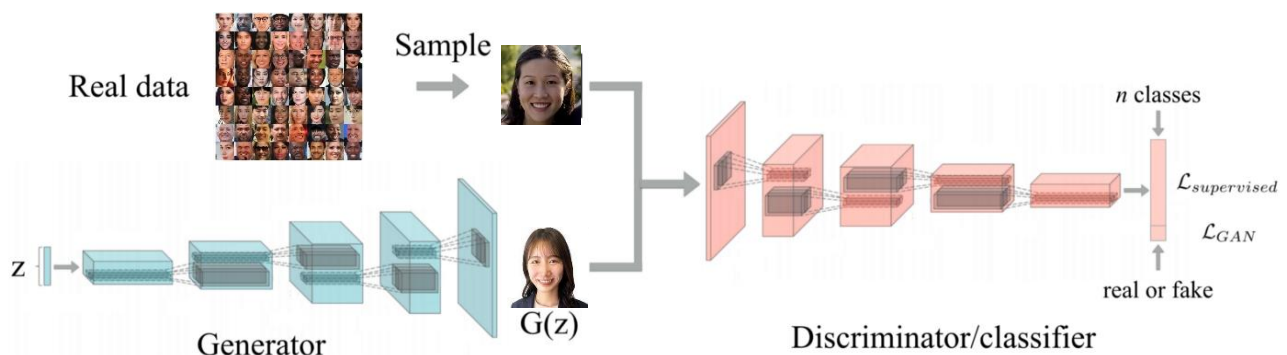 Real data
Sample
n classes
ℒ_supervised
ℒ_GAN
real or fake
z
G(z)
Generator
Discriminator/classifier